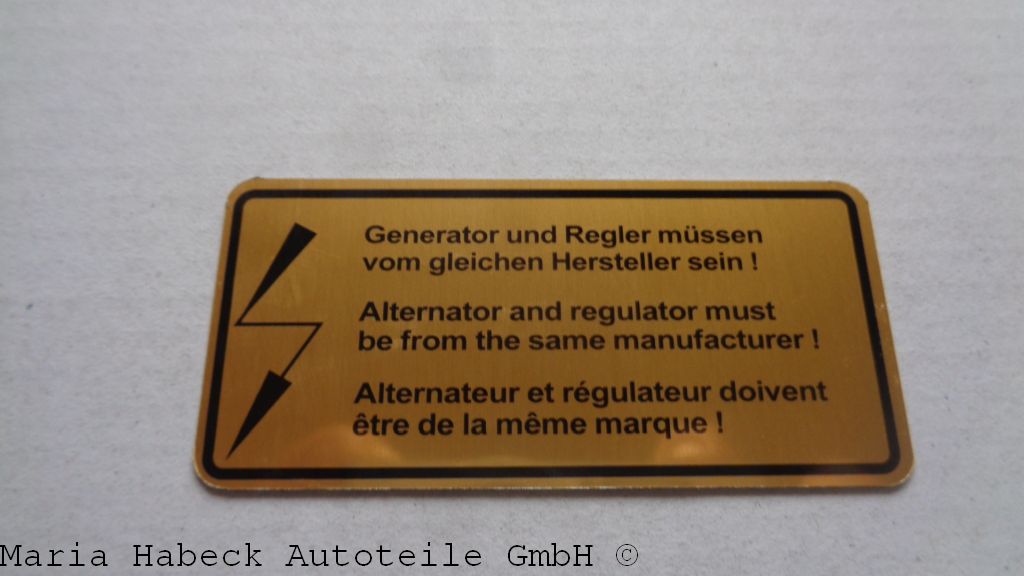 Generator und Regler müssen
vom gleichen Hersteller sein !
Alternator and regulator must
be from the same manufacturer !
Alternateur et régulateur doivent
être de la même marque !
Maria Habeck Autoteile GmbH ©